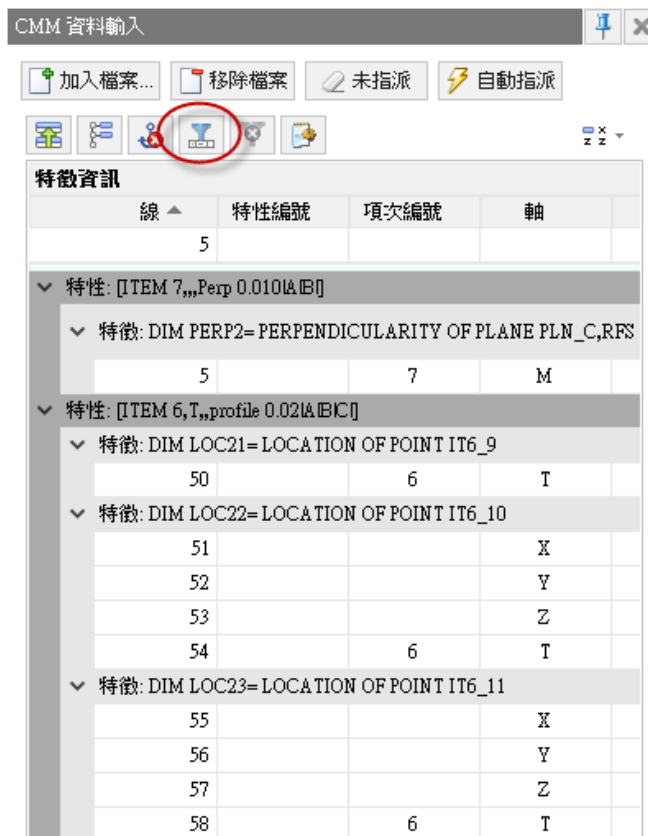 CMM 資料輸入
加入檔案... 移除檔案 未指派 自動指派
特徵資訊
線 特性編號 項次編號 軸
5
特性: [ITEM 7,,,Perp 0.010|A|B|]
特徵: DIM PERP2= PERPENDICULARITY OF PLANE PLN_C,RFS
5 7 M
特性: [ITEM 6,T,,profile 0.02|A|B|C|]
特徵: DIM LOC21= LOCATION OF POINT IT6_9
50 6 T
特徵: DIM LOC22= LOCATION OF POINT IT6_10
51 X
52 Y
53 Z
54 6 T
特徵: DIM LOC23= LOCATION OF POINT IT6_11
55 X
56 Y
57 Z
58 6 T